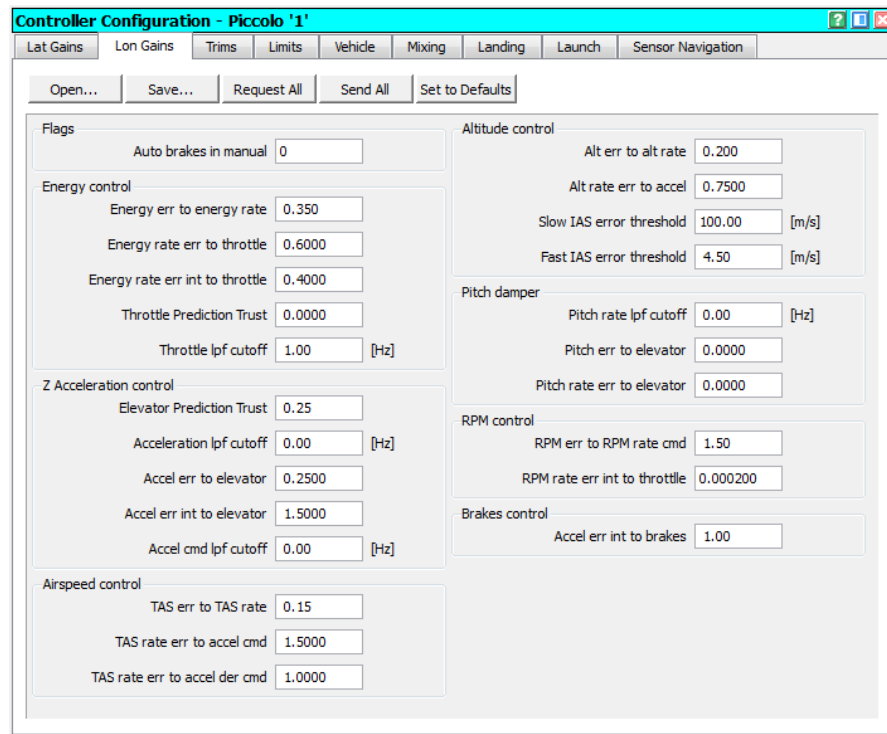 Controller Configuration - Piccolo '1'
Lat Gains Lon Gains Trims Limits Vehicle Mixing Landing Launch Sensor Navigation
Open... Save... Request All Send All Set to Defaults
Flags
Auto brakes in manual 0
Energy control
Energy err to energy rate 0.350
Energy rate err to throttle 0.6000
Energy rate err int to throttle 0.4000
Throttle Prediction Trust 0.0000
Throttle lpf cutoff 1.00 [Hz]
Z Acceleration control
Elevator Prediction Trust 0.25
Acceleration lpf cutoff 0.00 [Hz]
Accel err to elevator 0.2500
Accel err int to elevator 1.5000
Accel cmd lpf cutoff 0.00 [Hz]
Airspeed control
TAS err to TAS rate 0.15
TAS rate err to accel cmd 1.5000
TAS rate err to accel der cmd 1.0000
Altitude control
Alt err to alt rate 0.200
Alt rate err to accel 0.7500
Slow IAS error threshold 100.00 [m/s]
Fast IAS error threshold 4.50 [m/s]
Pitch damper
Pitch rate lpf cutoff 0.00 [Hz]
Pitch err to elevator 0.0000
Pitch rate err to elevator 0.0000
RPM control
RPM err to RPM rate cmd 1.50
RPM rate err int to throttlle 0.000200
Brakes control
Accel err int to brakes 1.00